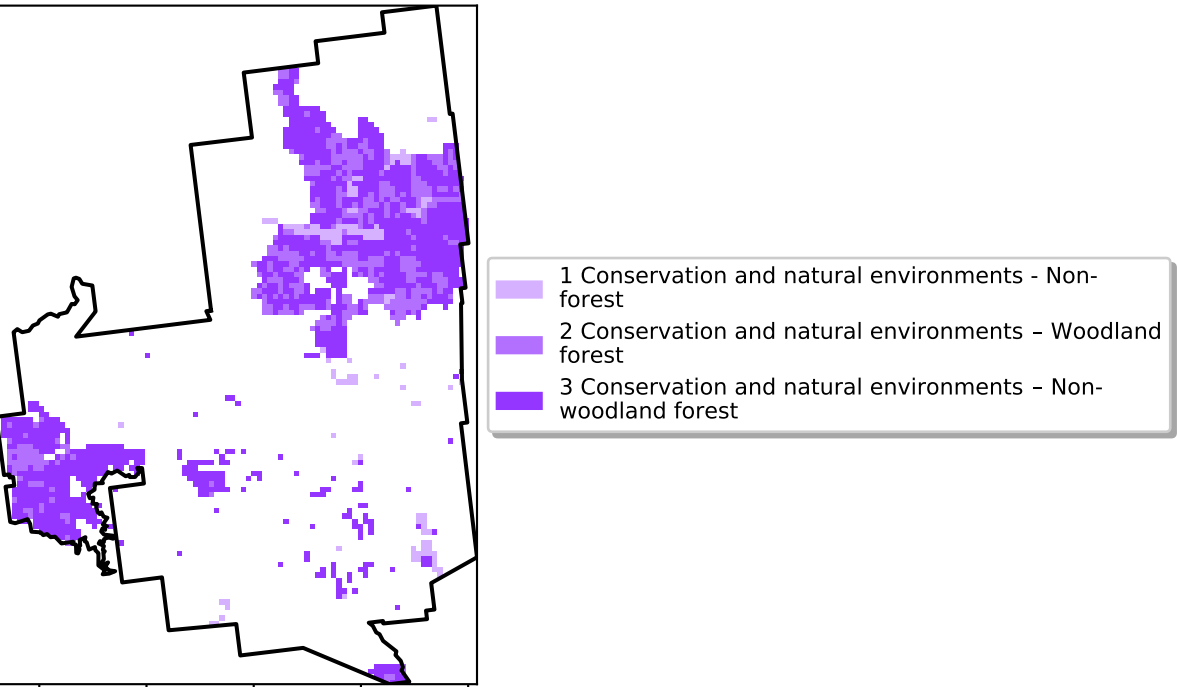 1 Conservation and natural environments - Non-
forest
2 Conservation and natural environments – Woodland
forest
3 Conservation and natural environments – Non-
woodland forest